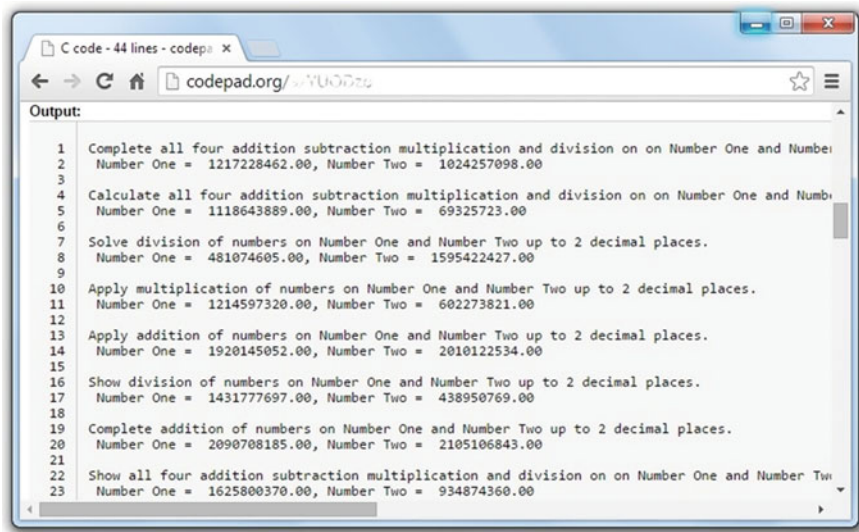 C code - 44 lines - codepa
codepad.org/
Output:
1 Complete all four addition subtraction multiplication and division on on Number One and Number
2 Number One = 1217228462.00, Number Two = 1024257098.00
3
4 Calculate all four addition subtraction multiplication and division on on Number One and Numb
5 Number One = 1118643889.00, Number Two = 69325723.00
6
7 Solve division of numbers on Number One and Number Two up to 2 decimal places.
8 Number One = 481074605.00, Number Two = 1595422427.00
9
10 Apply multiplication of numbers on Number One and Number Two up to 2 decimal places.
11 Number One = 1214597320.00, Number Two = 602273821.00
12
13 Apply addition of numbers on Number One and Number Two up to 2 decimal places.
14 Number One = 1920145052.00, Number Two = 2010122534.00
15
16 Show division of numbers on Number One and Number Two up to 2 decimal places.
17 Number One = 1431777697.00, Number Two = 438950769.00
18
19 Complete addition of numbers on Number One and Number Two up to 2 decimal places.
20 Number One = 2090708185.00, Number Two = 2105106843.00
21
22 Show all four addition subtraction multiplication and division on on Number One and Number Tw
23 Number One = 1625800370.00, Number Two = 934874360.00